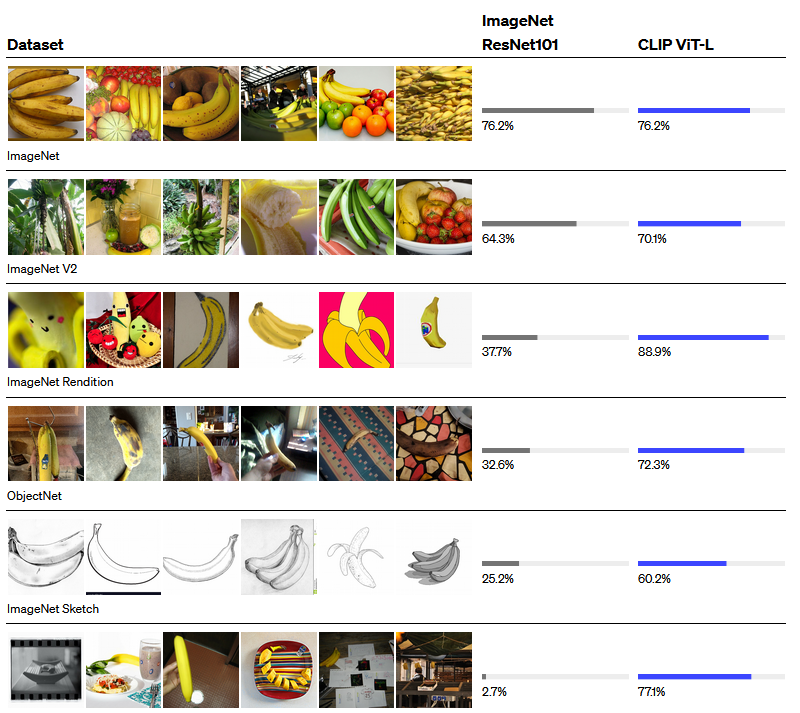 ImageNet
Dataset
ResNet101
CLIP ViT-L
76.2%
76.2%
ImageNet
64.3%
70.1%
ImageNet V2
37.7%
88.9%
ImageNet Rendition
32.6%
72.3%
ObjectNet
25.2%
60.2%
ImageNet Sketch
2.7%
77.1%